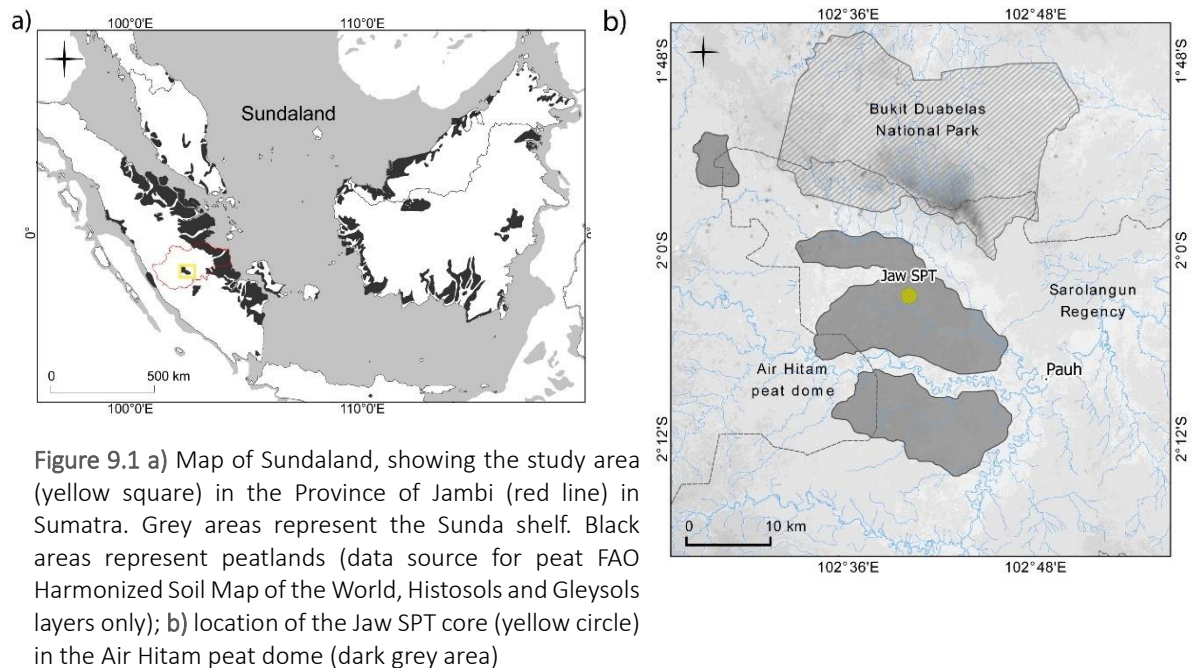 a)
100°0'E 110°0'E
Sundaland
0°
0°
0 500 km
100°0'E 110°0'E
Figure 9.1 a) Map of Sundaland, showing the study area
(yellow square) in the Province of Jambi (red line) in
Sumatra. Grey areas represent the Sunda shelf. Black
areas represent peatlands (data source for peat FAO
Harmonized Soil Map of the World, Histosols and Gleysols
layers only); b) location of the Jaw SPT core (yellow circle)
in the Air Hitam peat dome (dark grey area)
b)
102°36'E 102°48'E
1°48'S
1°48'S
Bukit Duabelas
National Park
2°0'S
2°0'S
Jaw SPT
Sarolangun
Regency
Air Hitam
peat dome
Pauh
2°12'S
2°12'S
0 10 km
102°36'E 102°48'E